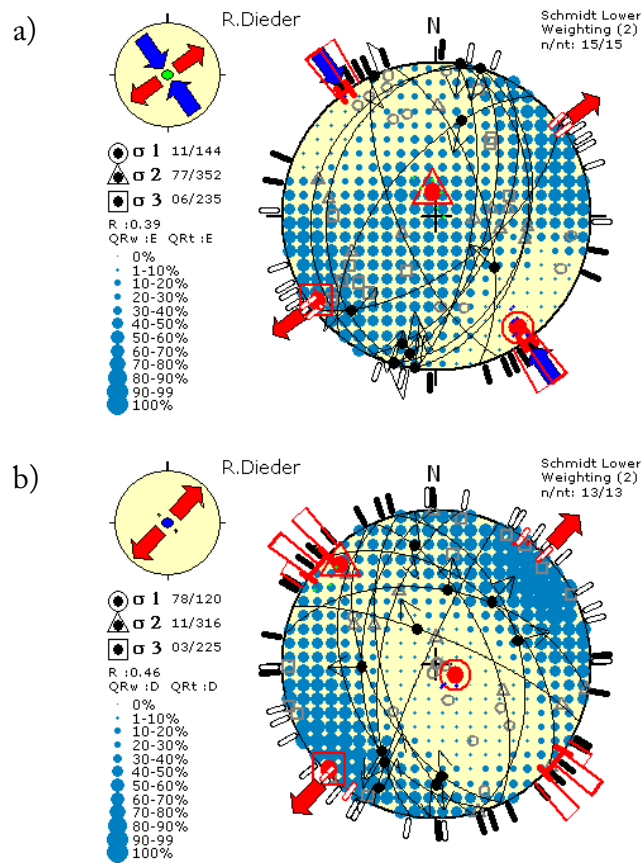 a)
R.Dieder
N
Schmidt Lower
Weighting (2)
n/nt: 15/15
σ 1 11/144
σ 2 77/352
σ 3 06/235
R :0.39
QRw :E QRt :E
0%
1-10%
10-20%
20-30%
30-40%
40-50%
50-60%
60-70%
70-80%
80-90%
90-99
100%
b)
R.Dieder
N
Schmidt Lower
Weighting (2)
n/nt: 13/13
σ 1 78/120
σ 2 11/316
σ 3 03/225
R :0.46
QRw :D QRt :D
0%
1-10%
10-20%
20-30%
30-40%
40-50%
50-60%
60-70%
70-80%
80-90%
90-99
100%